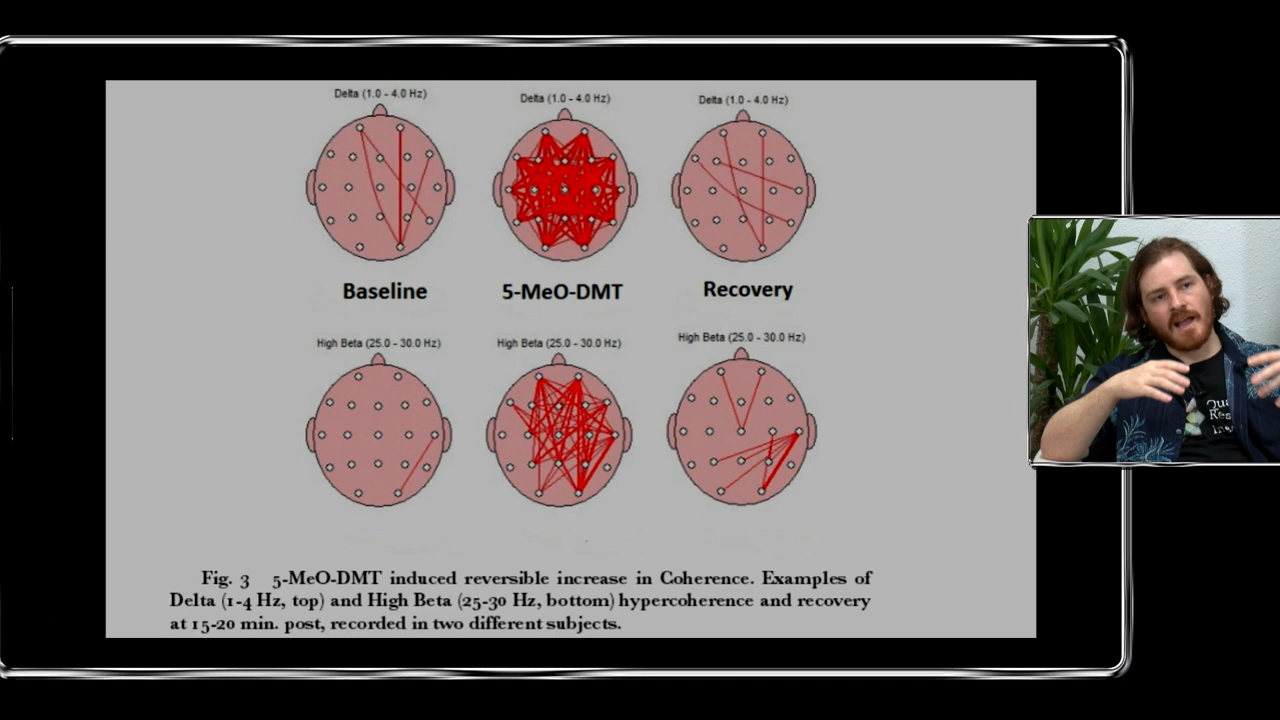 Delta (1.0 - 4.0 Hz)
Delta (1.0 - 4.0 Hz)
Delta (1.0 - 4.0 Hz)
Baseline
5-MeO-DMT
Recovery
High Beta (25.0 - 30.0 Hz)
High Beta (25.0 - 30.0 Hz)
High Beta (25.0 - 30.0 Hz)
Fig. 3 5-MeO-DMT induced reversible increase in Coherence. Examples of
Delta (1-4 Hz, top) and High Beta (25-30 Hz, bottom) hypercoherence and recovery
at 15-20 min. post, recorded in two different subjects.